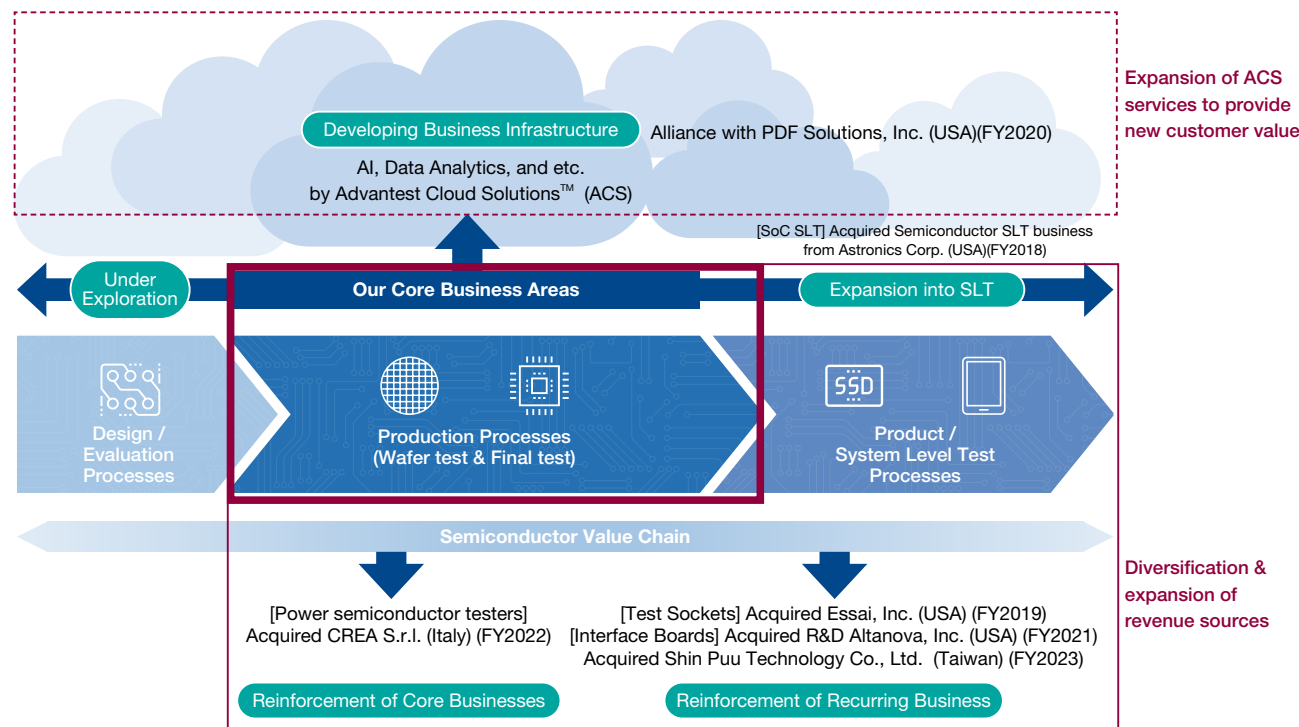 Expansion of ACS
services to provide
new customer value
Developing Business Infrastructure
Alliance with PDF Solutions, Inc. (USA)(FY2020)
AI, Data Analytics, and etc.
by Advantest Cloud Solutions™ (ACS)
[SoC SLT] Acquired Semiconductor SLT business
from Astronics Corp. (USA)(FY2018)
Under
Exploration
Our Core Business Areas
Expansion into SLT
Design /
Evaluation
Processes
Production Processes
(Wafer test & Final test)
SSD
Product /
System Level Test
Processes
Semiconductor Value Chain
[Power semiconductor testers]
Acquired CREA S.r.l. (Italy) (FY2022)
Reinforcement of Core Businesses
[Test Sockets] Acquired Essai, Inc. (USA) (FY2019)
[Interface Boards] Acquired R&D Altanova, Inc. (USA) (FY2021)
Acquired Shin Puu Technology Co., Ltd. (Taiwan) (FY2023)
Reinforcement of Recurring Business
Diversification &
expansion of
revenue sources